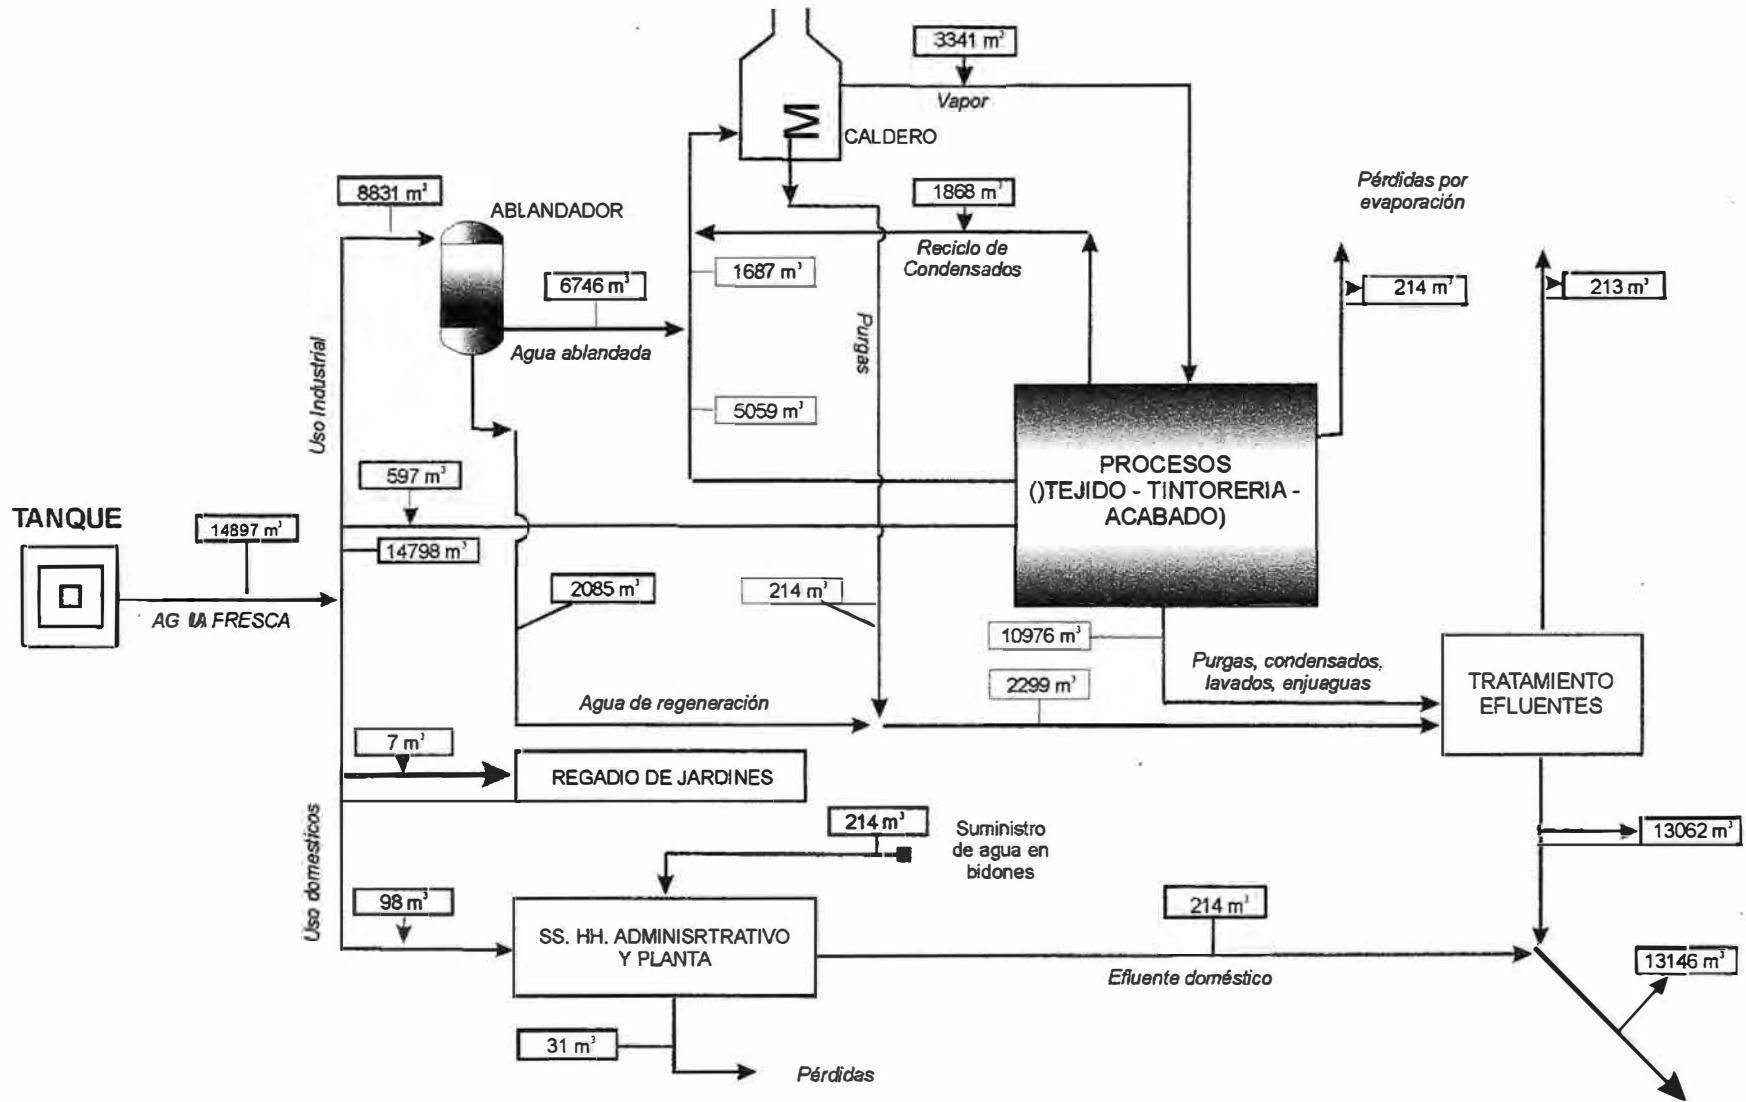 3341 m³
Vapor
CALDERO
8831 m³
ABLANDADOR
1868 m³
Reciclo de
Condensados
Pérdidas por
evaporación
1687 m³
6746 m³
214 m³
213 m³
Agua ablandada
Purgas
Uso Industrial
5059 m³
597 m³
PROCESOS
()TEJIDO - TINTORERIA -
ACABADO)
TANQUE
14897 m³
14798 m³
AGUA FRESCA
2085 m³
214 m³
10976 m³
Purgas, condensados,
lavados, enjuaguas
2299 m³
TRATAMIENTO
EFLUENTES
Agua de regeneración
7 m³
REGADIO DE JARDINES
Uso domesticos
214 m³
Suministro
de agua en
bidones
13062 m³
98 m³
SS. HH. ADMINISRTRATIVO
Y PLANTA
214 m³
Efluente doméstico
13146 m³
31 m³
Pérdidas